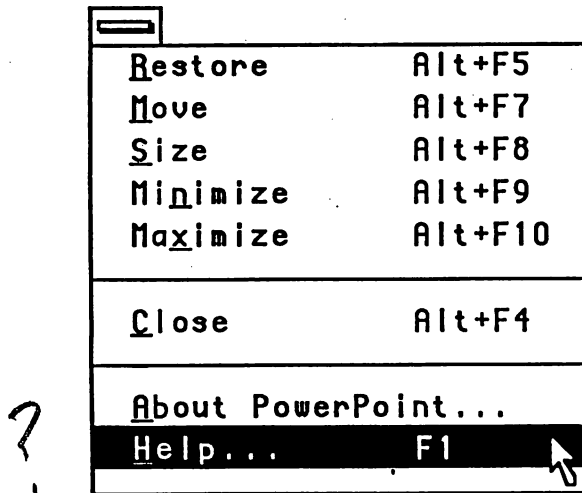 Restore Alt+F5
Move Alt+F7
Size Alt+F8
Minimize Alt+F9
Maximize Alt+F10
Close Alt+F4
About PowerPoint...
?
Help... F1